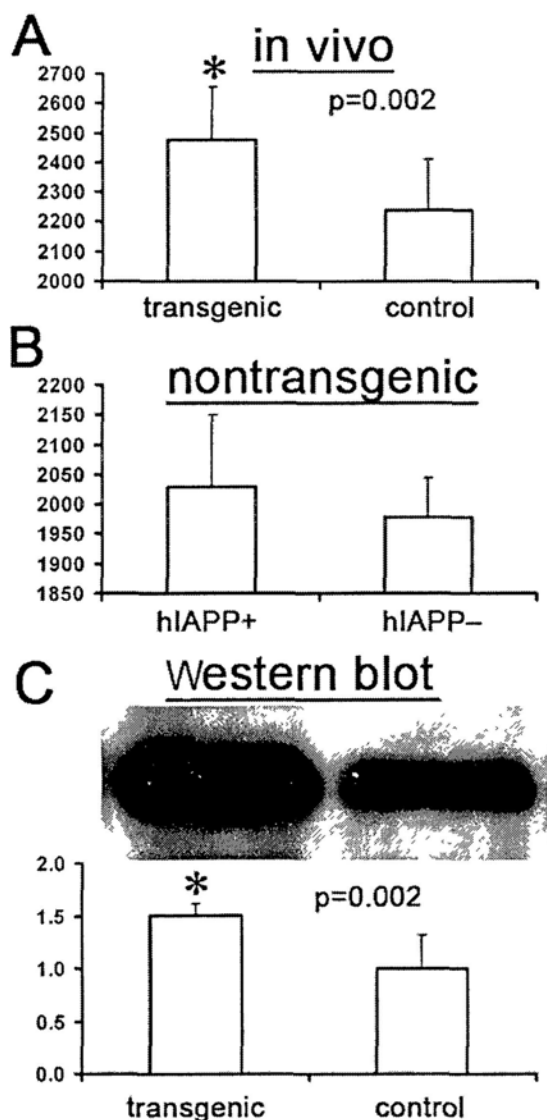 A
in vivo
2700
2600
2500
2400
2300
2200
2100
2000
*
p=0.002
transgenic control
B
nontransgenic
2200
2150
2100
2050
2000
1950
1900
1850
hIAPP+ hIAPP–
C
Western blot
2.0
1.5
1.0
0.5
0.0
*
p=0.002
transgenic control